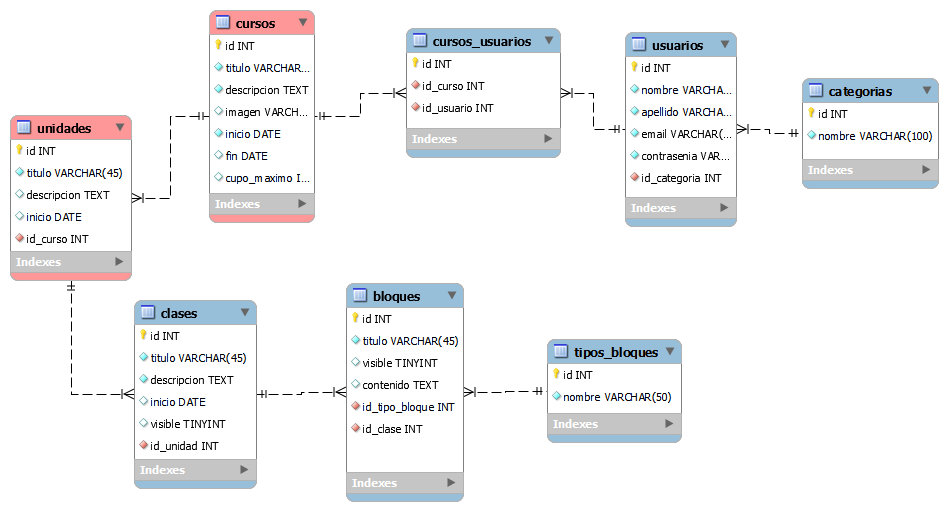 cursos
id INT
titulo VARCHAR...
descripcion TEXT
imagen VARCH...
inicio DATE
fin DATE
cupo_maximo I...
Indexes
cursos_usuarios
id INT
id_curso INT
id_usuario INT
Indexes
usuarios
id INT
nombre VARCHA...
apellido VARCHA...
email VARCHAR(...
contrasenia VAR...
id_categoria INT
Indexes
categorias
id INT
nombre VARCHAR(100)
Indexes
unidades
id INT
titulo VARCHAR(45)
descripcion TEXT
inicio DATE
id_curso INT
Indexes
clases
id INT
titulo VARCHAR(45)
descripcion TEXT
inicio DATE
visible TINYINT
id_unidad INT
Indexes
bloques
id INT
titulo VARCHAR(45)
visible TINYINT
contenido TEXT
id_tipo_bloque INT
id_clase INT
Indexes
tipos_bloques
id INT
nombre VARCHAR(50)
Indexes